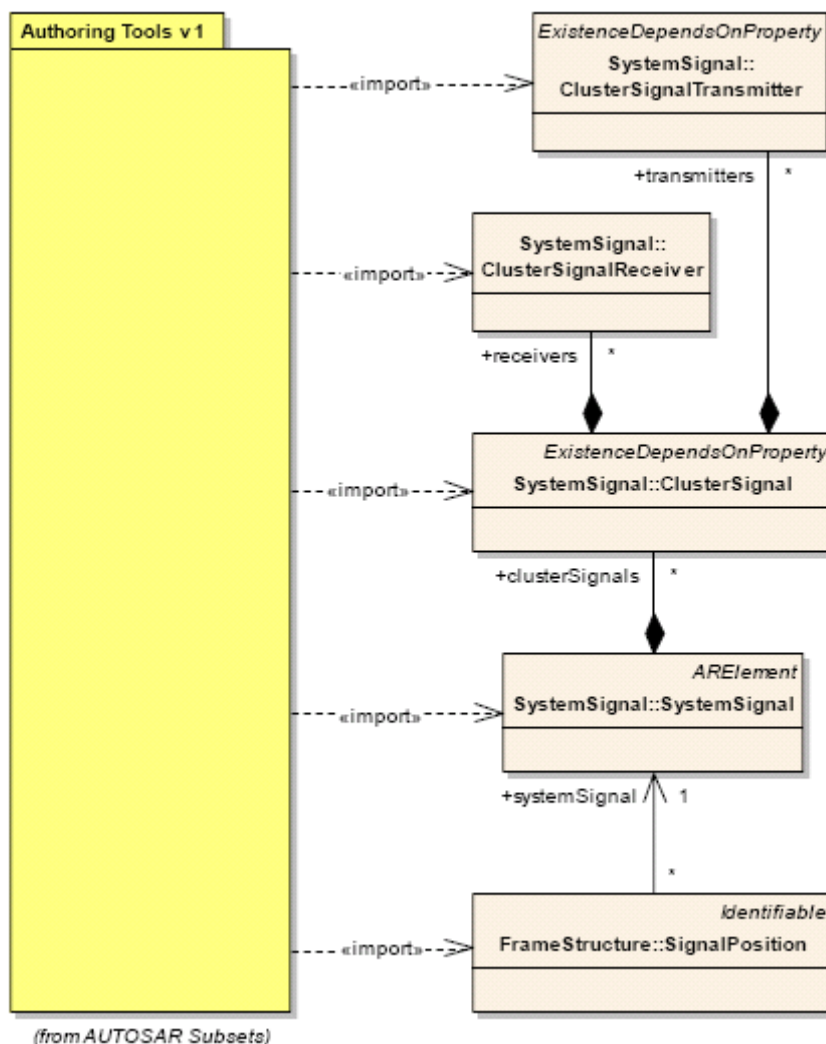 Authoring Tools v 1
ExistenceDependsOnProperty
SystemSignal::
ClusterSignalTransmitter
«import»
+transmitters *
SystemSignal::
ClusterSignalReceiver
«import»
+receivers *
ExistenceDependsOnProperty
SystemSignal::ClusterSignal
«import»
+clusterSignals *
ARElement
SystemSignal::SystemSignal
«import»
+systemSignal 1
*
Identifiable
FrameStructure::SignalPosition
«import»
(from AUTOSAR Subsets)